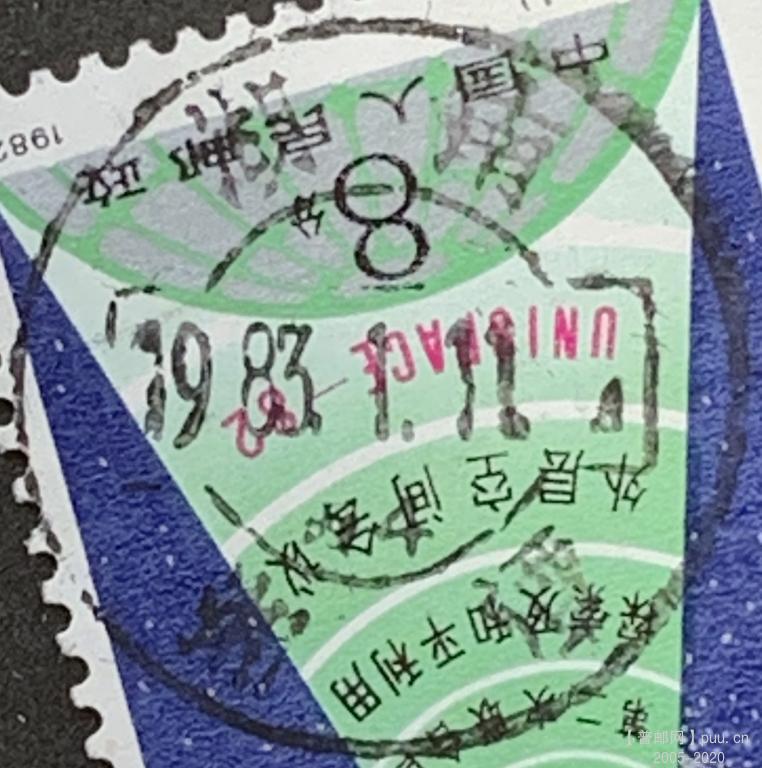 中国人民邮政
1982
8分
UNISPACE—82
1983.1.11.
外层空间会议
探索及和平利用
第二次联合
【普邮网】puu.cn
2005-2020